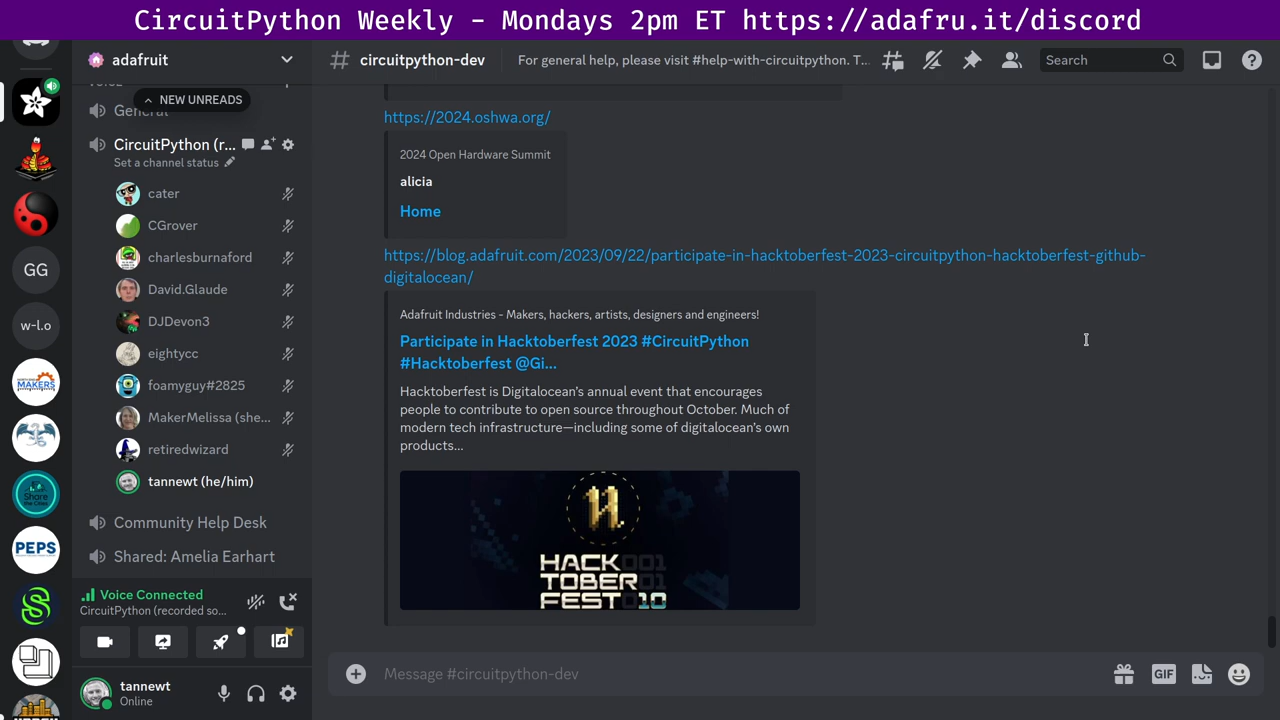 CircuitPython Weekly - Mondays 2pm ET https://adafru.it/discord
adafruit
NEW UNREADS
General
CircuitPython (r...
Set a channel status
cater
CGrover
charlesburnaford
David.Glaude
DJDevon3
eightycc
foamyguy#2825
MakerMelissa (she...
retiredwizard
tannewt (he/him)
Community Help Desk
Shared: Amelia Earhart
Voice Connected
CircuitPython (recorded so...
tannewt
Online
GG
w-l.o
MAKERS
Share the Cities
PEPS
circuitpython-dev
For general help, please visit #help-with-circuitpython. T...
Search
https://2024.oshwa.org/
2024 Open Hardware Summit
alicia
Home
https://blog.adafruit.com/2023/09/22/participate-in-hacktoberfest-2023-circuitpython-hacktoberfest-github-
digitalocean/
Adafruit Industries - Makers, hackers, artists, designers and engineers!
Participate in Hacktoberfest 2023 #CircuitPython
#Hacktoberfest @Gi...
Hacktoberfest is Digitalocean's annual event that encourages
people to contribute to open source throughout October. Much of
modern tech infrastructure—including some of digitalocean's own
products...
HACK001
TOBER01
FEST10
Message #circuitpython-dev
GIF